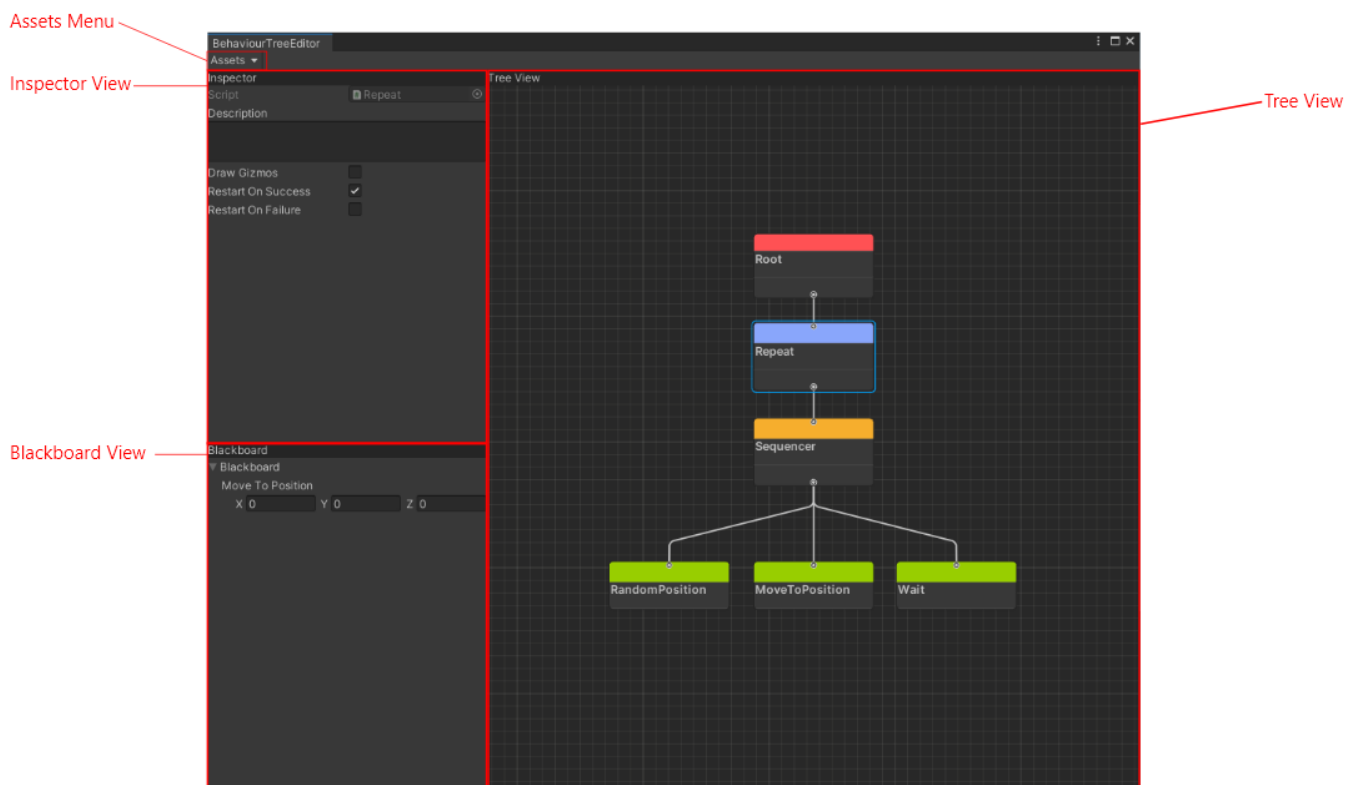 Assets Menu
BehaviourTreeEditor
Assets
Inspector View
Inspector
Script Repeat
Description
Draw Gizmos
Restart On Success
Restart On Failure
Blackboard View
Blackboard
Blackboard
Move To Position
X 0 Y 0 Z 0
Tree View
Tree View
Root
Repeat
Sequencer
RandomPosition MoveToPosition Wait